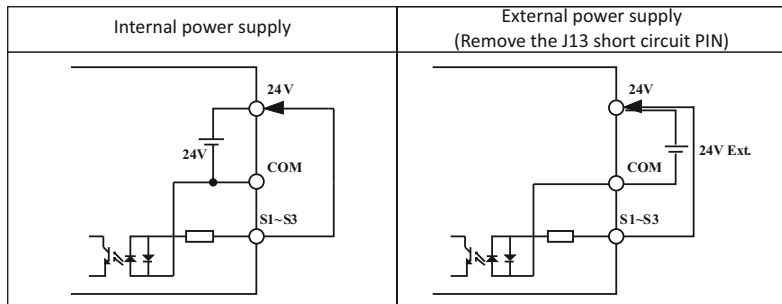 Internal power supply
External power supply
(Remove the J13 short circuit PIN)
24V
24V
COM
S1~S3
24V
24V Ext.
COM
S1~S3